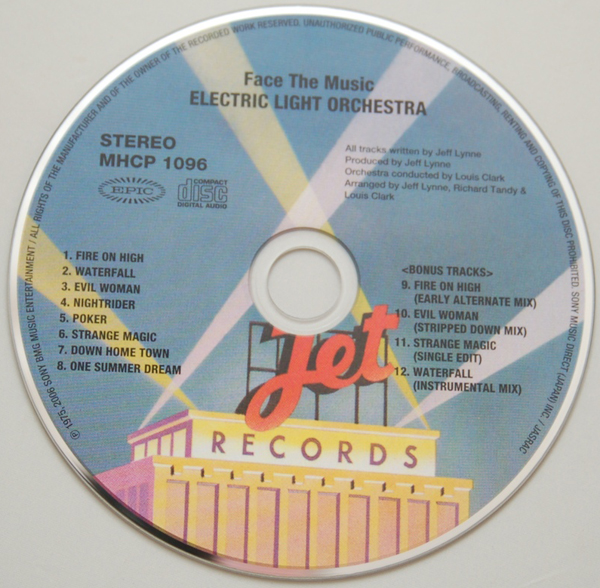 ALL RIGHTS OF THE MANUFACTURER AND OF THE OWNER OF THE RECORDED WORK RESERVED. UNAUTHORIZED PUBLIC PERFORMANCE, BROADCASTING, RENTING AND COPYING OF THIS DISC PROHIBITED. SONY MUSIC DIRECT (JAPAN) INC. / JASRAC
Face The Music
ELECTRIC LIGHT ORCHESTRA
STEREO
MHCP 1096
EPIC
COMPACT
disc
DIGITAL AUDIO
All tracks written by Jeff Lynne
Produced by Jeff Lynne
Orchestra conducted by Louis Clark
Arranged by Jeff Lynne, Richard Tandy &
Louis Clark
1. FIRE ON HIGH
2. WATERFALL
3. EVIL WOMAN
4. NIGHTRIDER
5. POKER
6. STRANGE MAGIC
7. DOWN HOME TOWN
8. ONE SUMMER DREAM
<BONUS TRACKS>
9. FIRE ON HIGH
(EARLY ALTERNATE MIX)
10. EVIL WOMAN
(STRIPPED DOWN MIX)
11. STRANGE MAGIC
(SINGLE EDIT)
12. WATERFALL
(INSTRUMENTAL MIX)
Jet
RECORDS
℗ 1975, 2006 SONY BMG MUSIC ENTERTAINMENT /